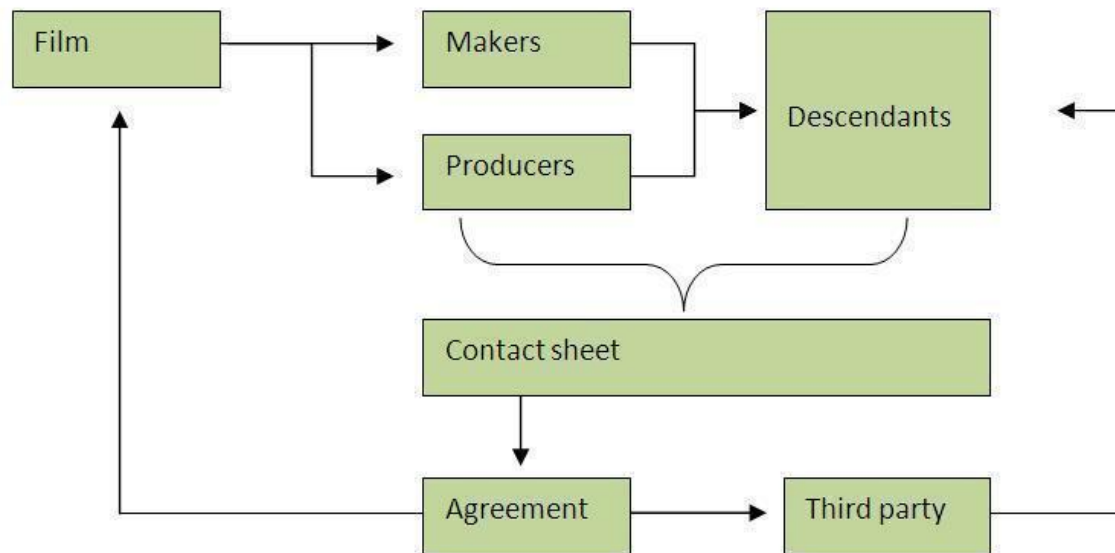 Film
Makers
Producers
Descendants
Contact sheet
Agreement
Third party